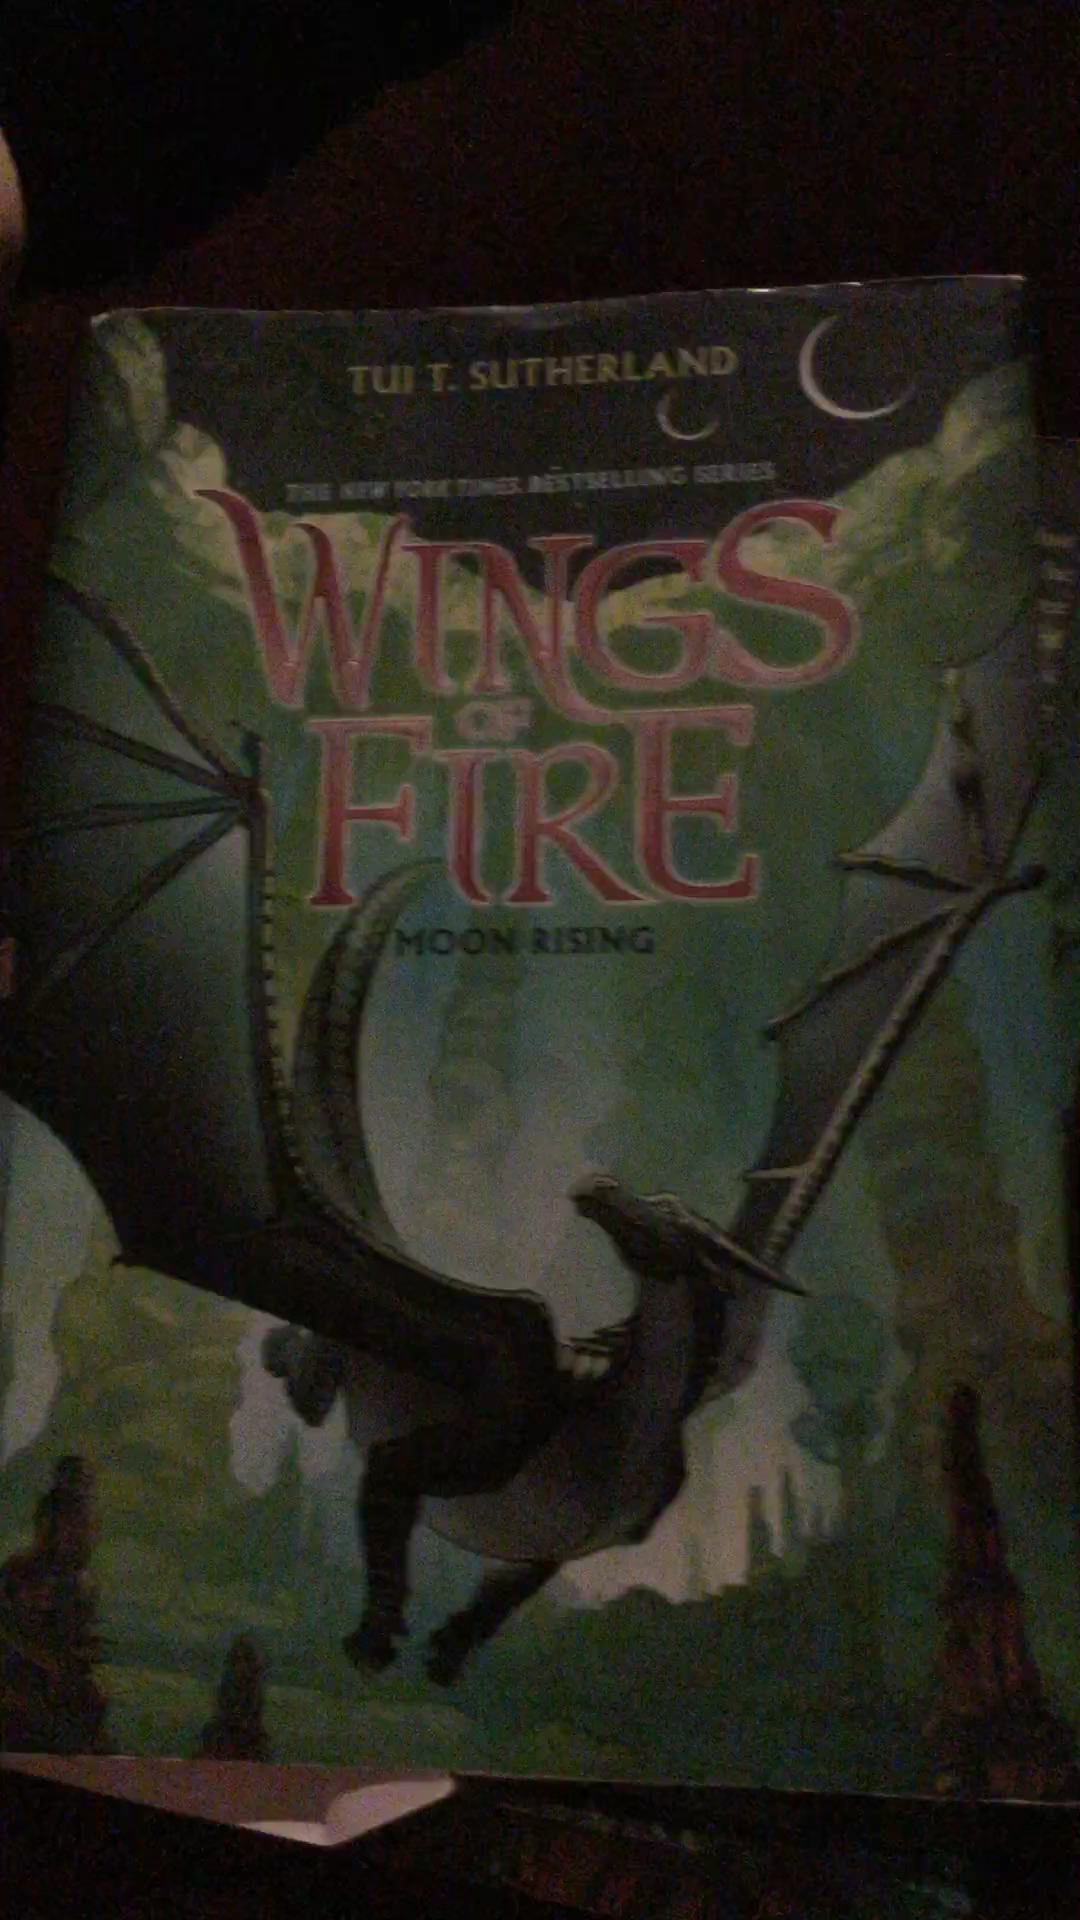 TUI T. SUTHERLAND
THE NEW YORK TIMES BESTSELLING SERIES
WINGS
OF
FIRE
MOON RISING